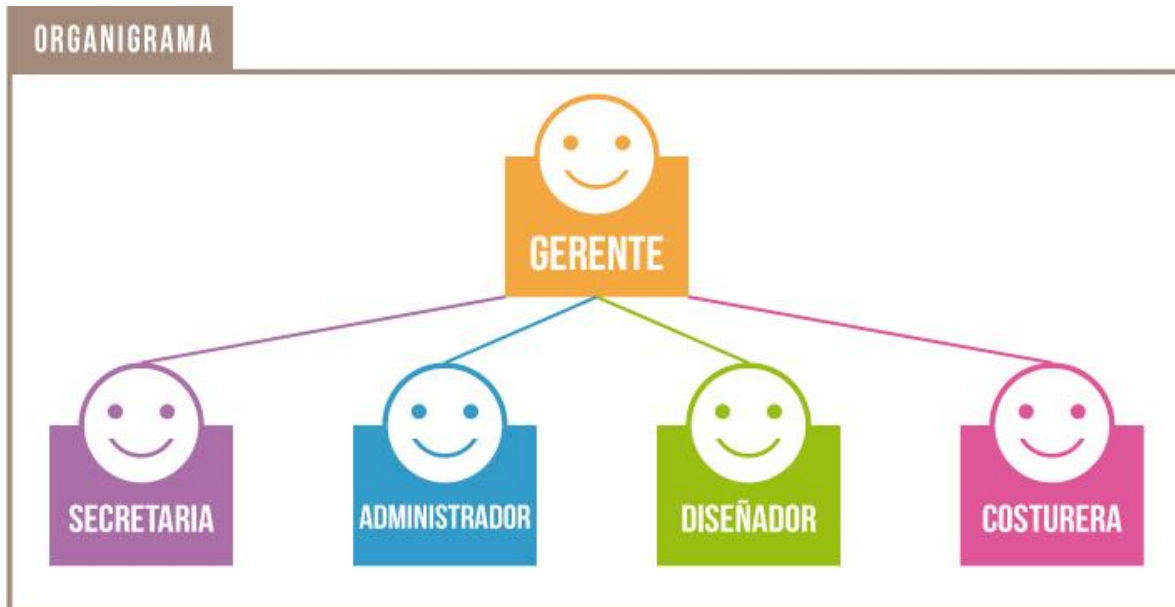 ORGANIGRAMA
GERENTE
SECRETARIA
ADMINISTRADOR
DISEÑADOR
COSTURERA